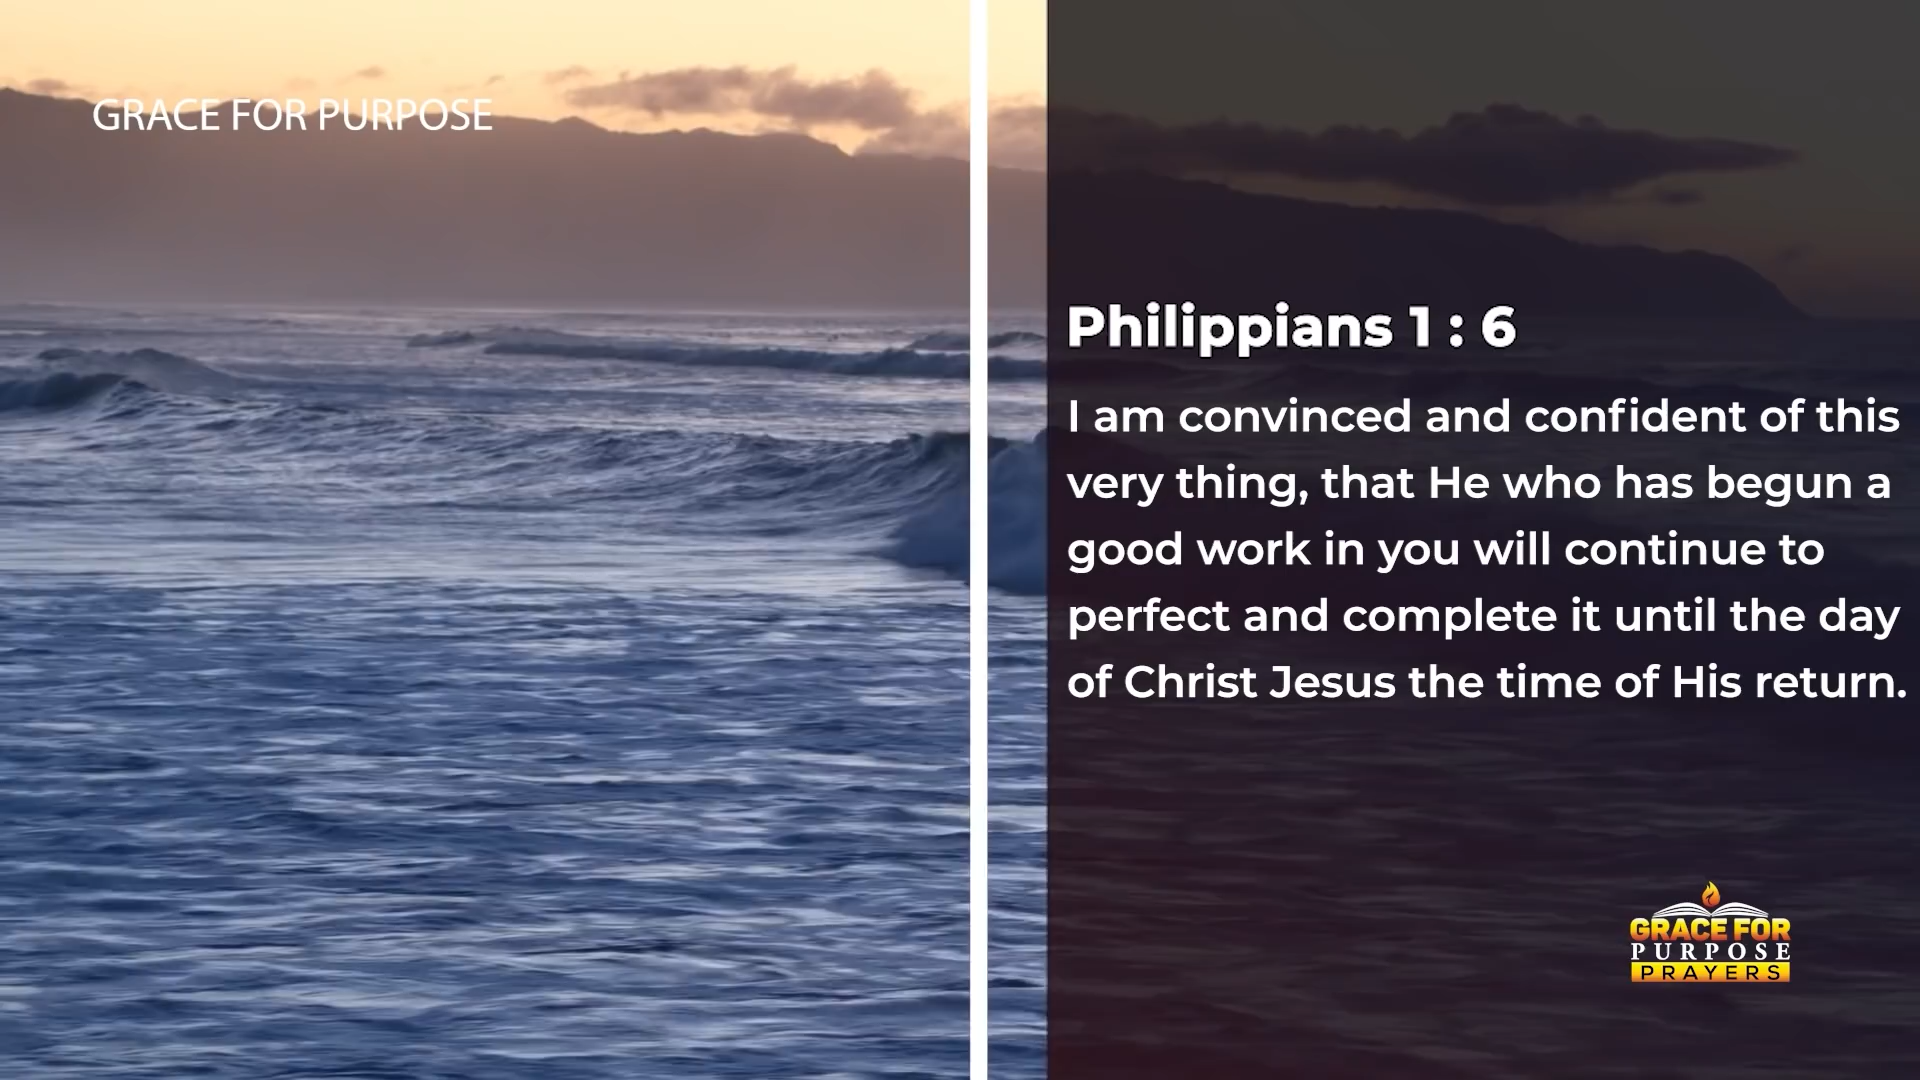 GRACE FOR PURPOSE
Philippians 1 : 6
I am convinced and confident of this
very thing, that He who has begun a
good work in you will continue to
perfect and complete it until the day
of Christ Jesus the time of His return.
GRACE FOR
PURPOSE
PRAYERS